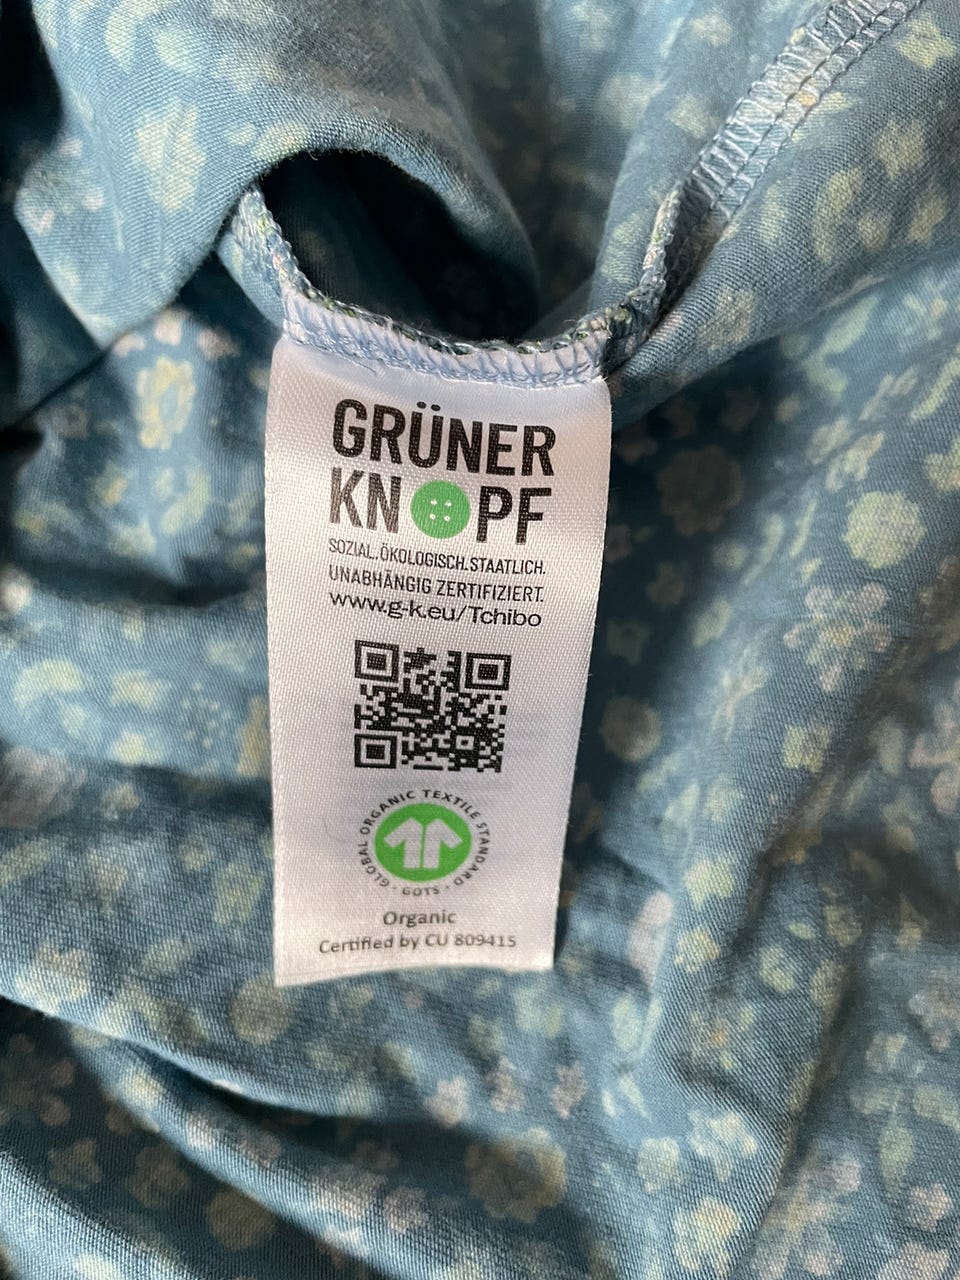 GRÜNER
KNOPF
SOZIAL. ÖKOLOGISCH. STAATLICH.
UNABHÄNGIG ZERTIFIZIERT.
www.g-k.eu/Tchibo
GLOBAL ORGANIC TEXTILE STANDARD
· GOTS ·
Organic
Certified by CU 809415